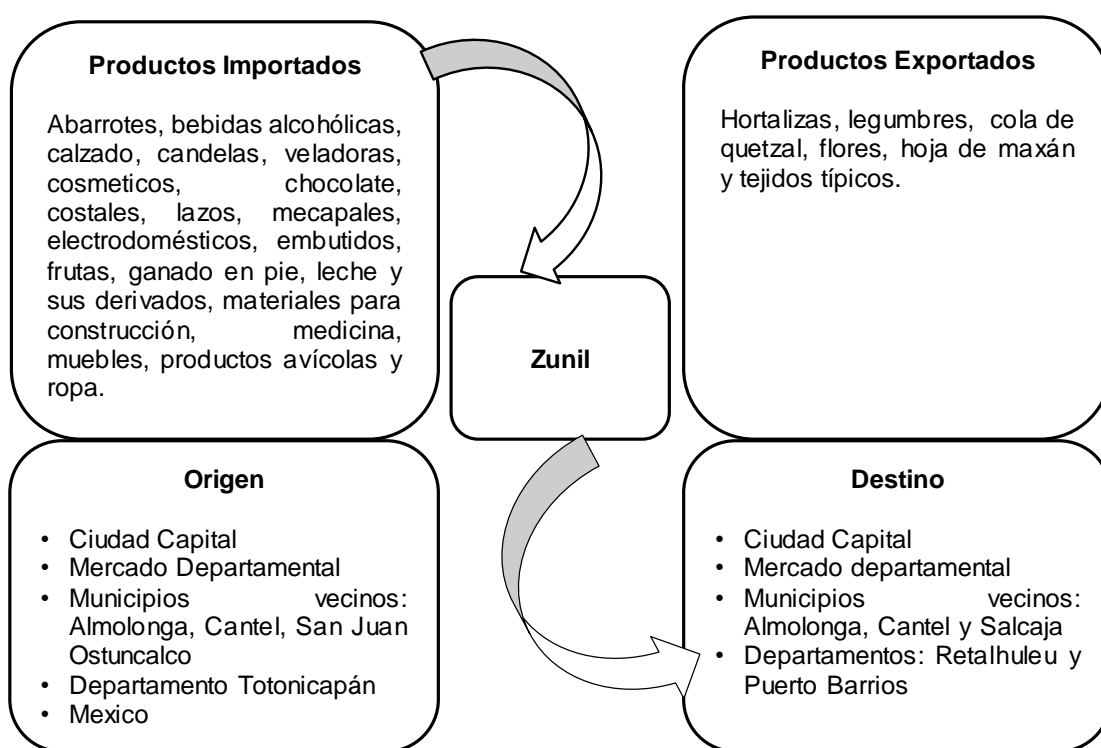 Productos Importados
Abarrotes, bebidas alcohólicas,
calzado, candelas, veladoras,
cosmeticos, chocolate,
costales, lazos, mecapales,
electrodomésticos, embutidos,
frutas, ganado en pie, leche y
sus derivados, materiales para
construcción, medicina,
muebles, productos avícolas y
ropa.
Productos Exportados
Hortalizas, legumbres, cola de
quetzal, flores, hoja de maxán
y tejidos típicos.
Zunil
Origen
• Ciudad Capital
• Mercado Departamental
• Municipios vecinos:
Almolonga, Cantel, San Juan
Ostuncalco
• Departamento Totonicapán
• Mexico
Destino
• Ciudad Capital
• Mercado departamental
• Municipios vecinos:
Almolonga, Cantel y Salcaja
• Departamentos: Retalhuleu y
Puerto Barrios